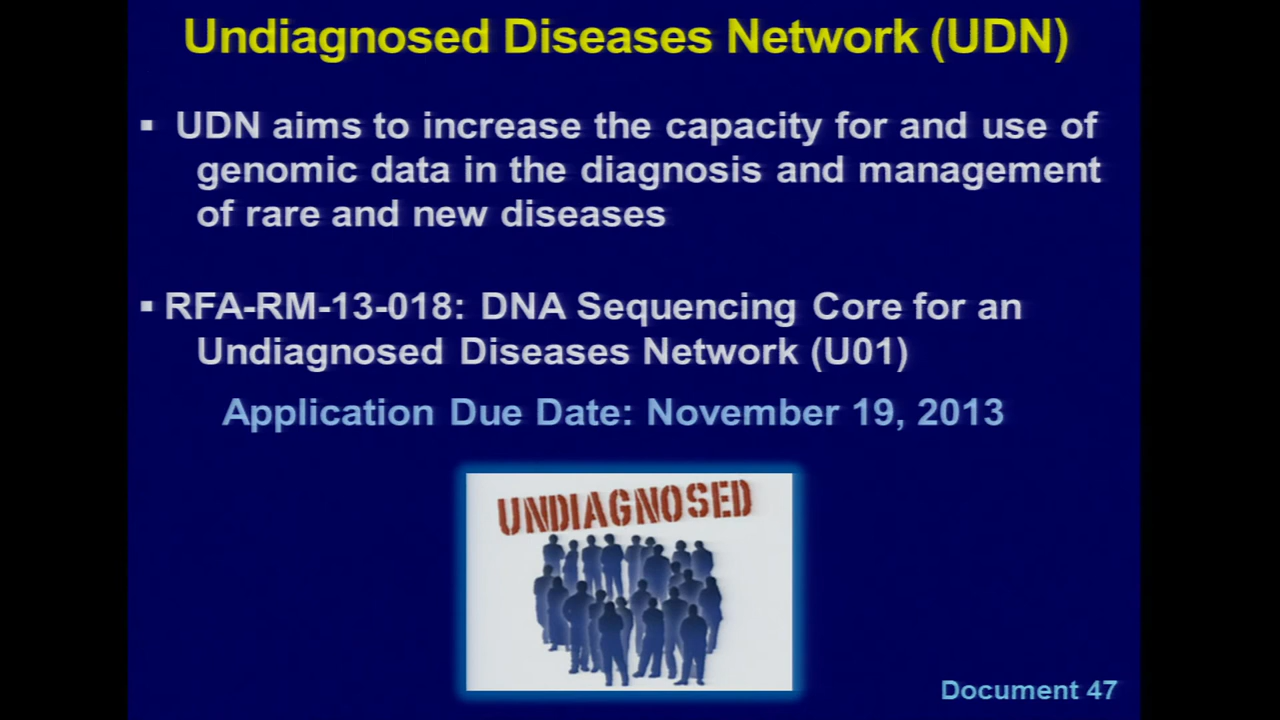 Undiagnosed Diseases Network (UDN)
▪ UDN aims to increase the capacity for and use of
genomic data in the diagnosis and management
of rare and new diseases
▪ RFA-RM-13-018: DNA Sequencing Core for an
Undiagnosed Diseases Network (U01)
Application Due Date: November 19, 2013
UNDIAGNOSED
Document 47